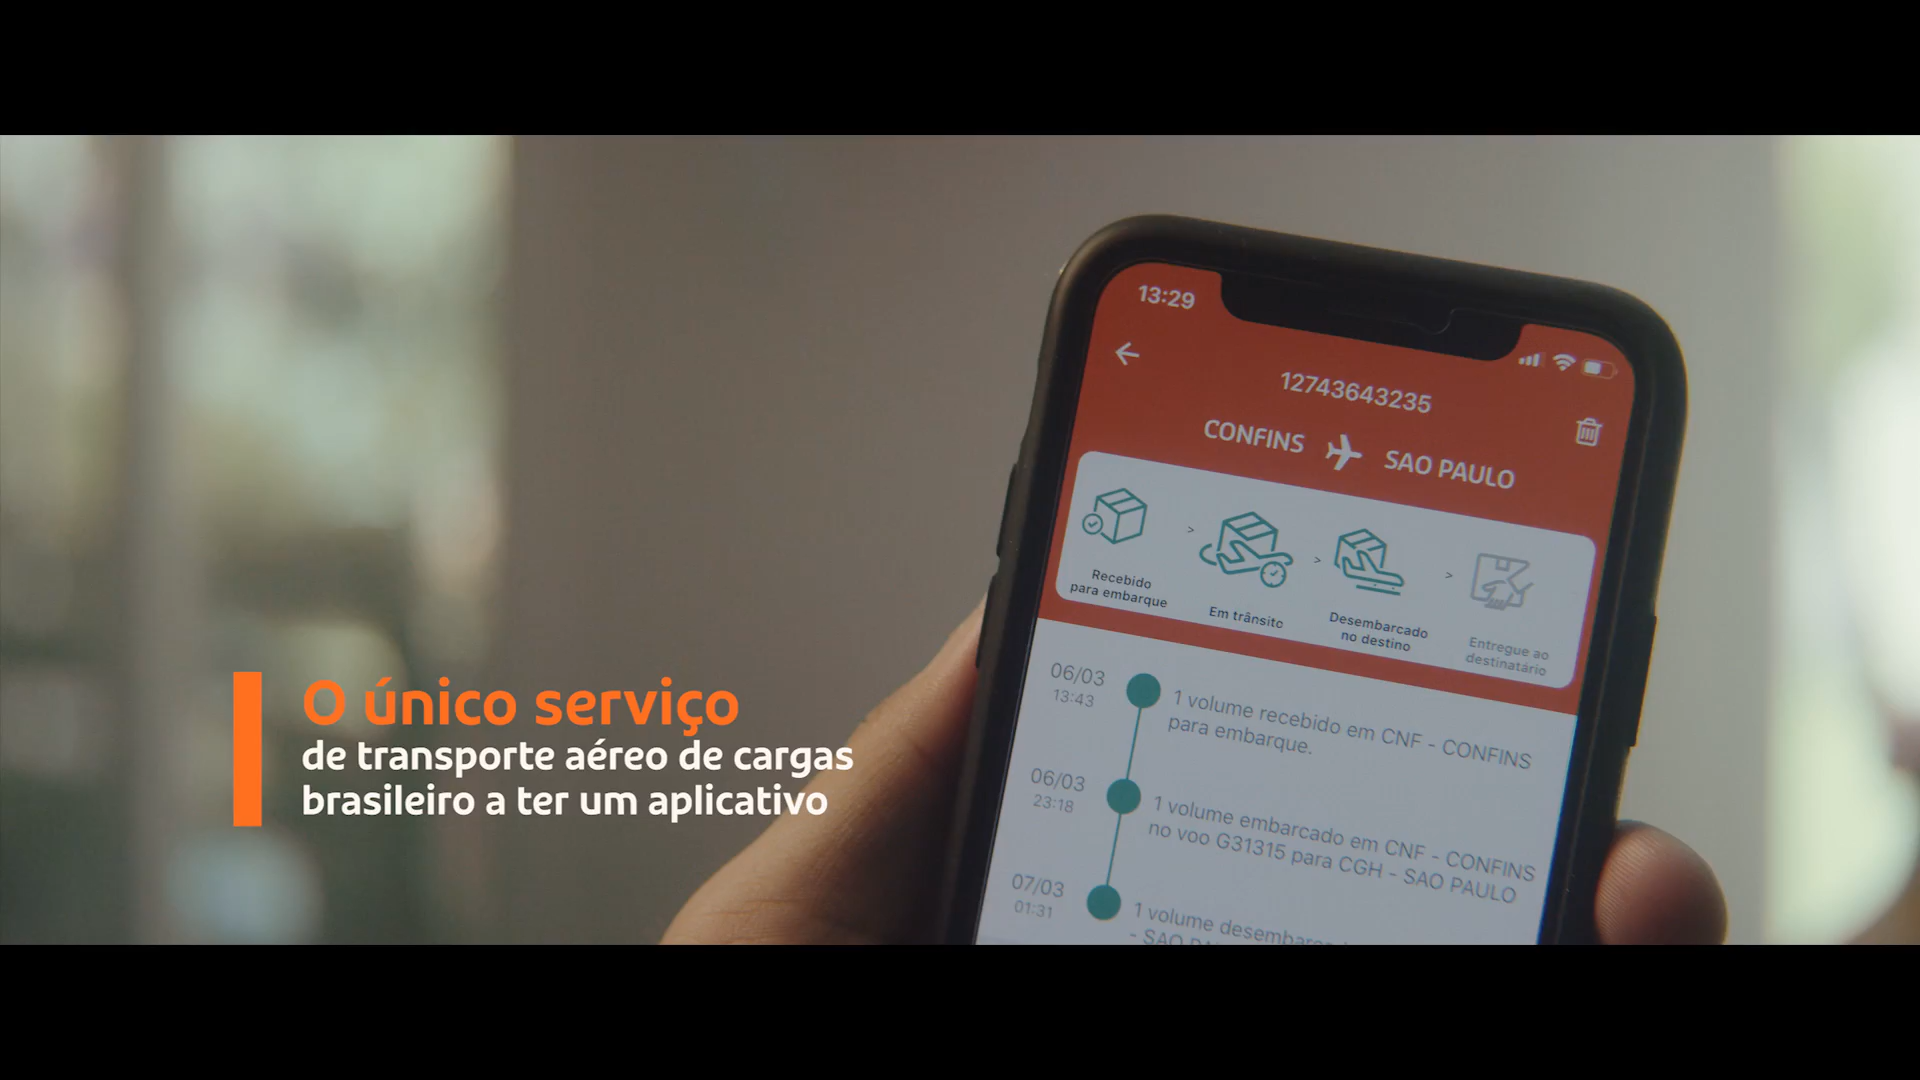 13:29
12743643235
CONFINS SAO PAULO
Recebido
para embarque
>
Em trânsito
>
Desembarcado
no destino
>
Entregue ao
destinatário
06/03
13:43
1 volume recebido em CNF - CONFINS
para embarque.
06/03
23:18
1 volume embarcado em CNF - CONFINS
no voo G31315 para CGH - SAO PAULO
07/03
01:31
1 volume
- SAO
O único serviço
de transporte aéreo de cargas
brasileiro a ter um aplicativo